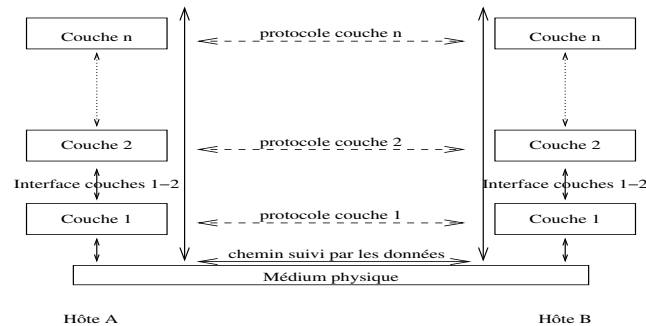 Couche n
protocole couche n
Couche n
Couche 2
protocole couche 2
Couche 2
Interface couches 1−2
Interface couches 1−2
Couche 1
protocole couche 1
Couche 1
chemin suivi par les données
Médium physique
Hôte A
Hôte B